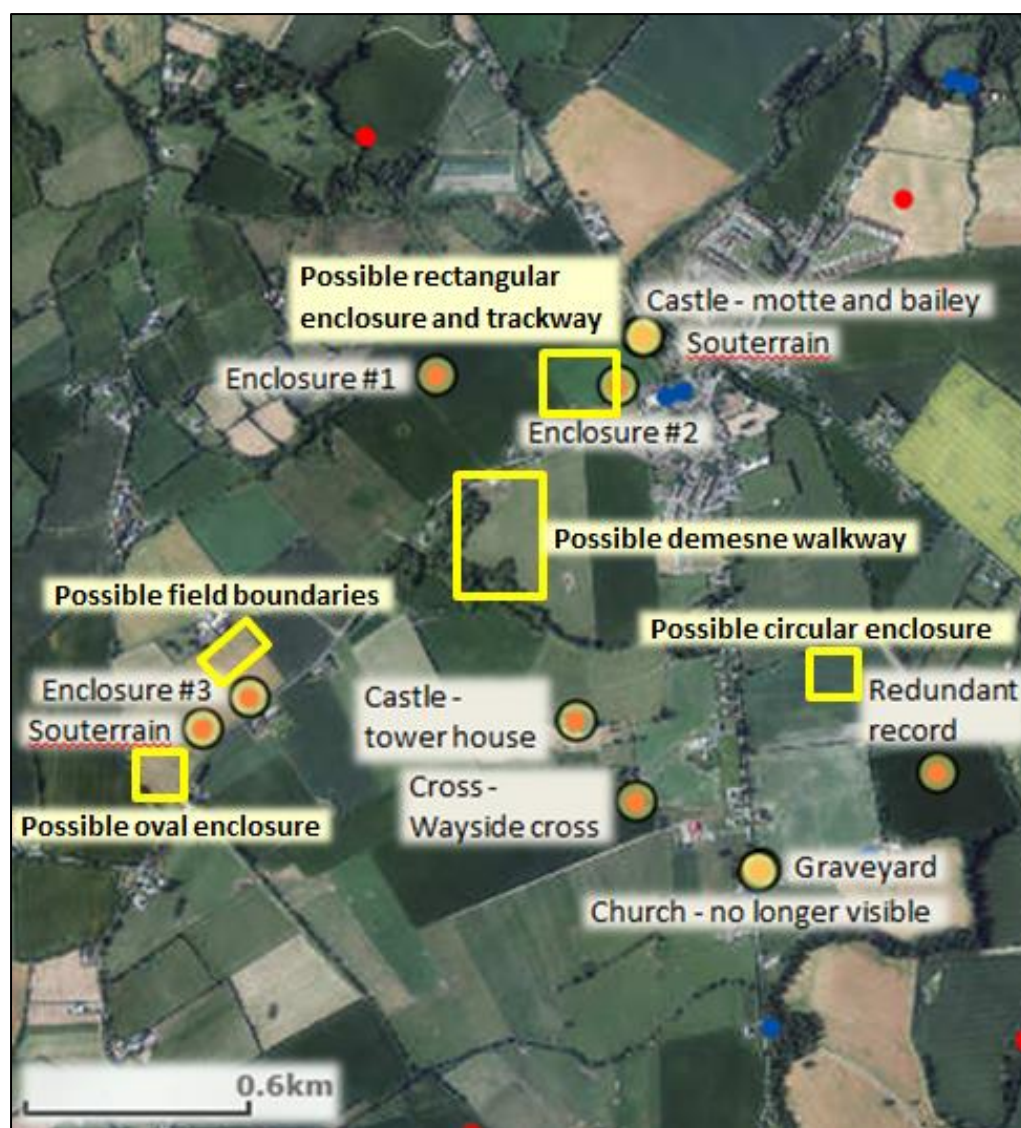 Possible rectangular
enclosure and trackway
Castle - motte and bailey
Souterrain
Enclosure #1
Enclosure #2
Possible demesne walkway
Possible field boundaries
Possible circular enclosure
Enclosure #3
Souterrain
Castle -
tower house
Redundant
record
Cross -
Wayside cross
Possible oval enclosure
Graveyard
Church - no longer visible
0.6km